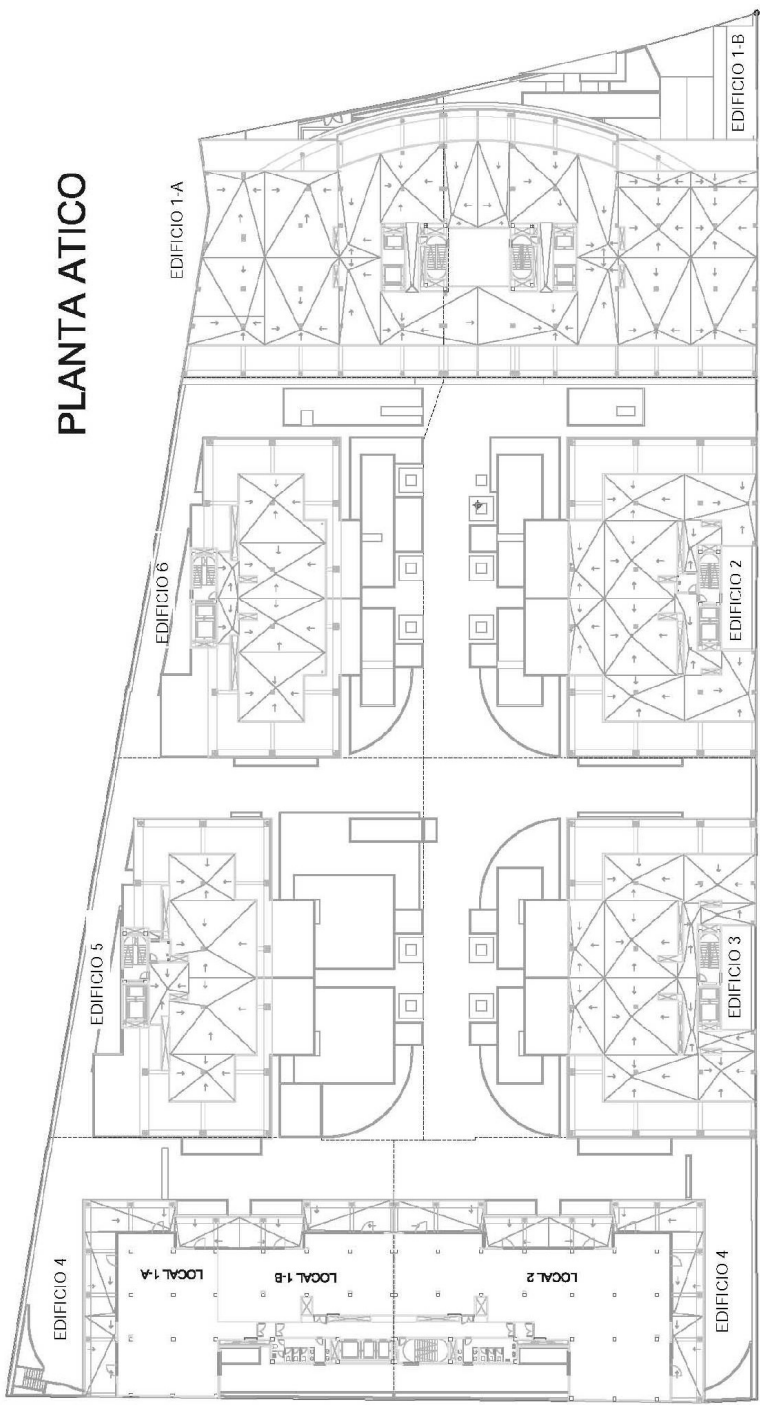 PLANTA ATICO
EDIFICIO 1-A
EDIFICIO 1-B
EDIFICIO 6
EDIFICIO 2
EDIFICIO 5
EDIFICIO 3
EDIFICIO 4
LOCAL 1-A
LOCAL 1-B
LOCAL 2
EDIFICIO 4